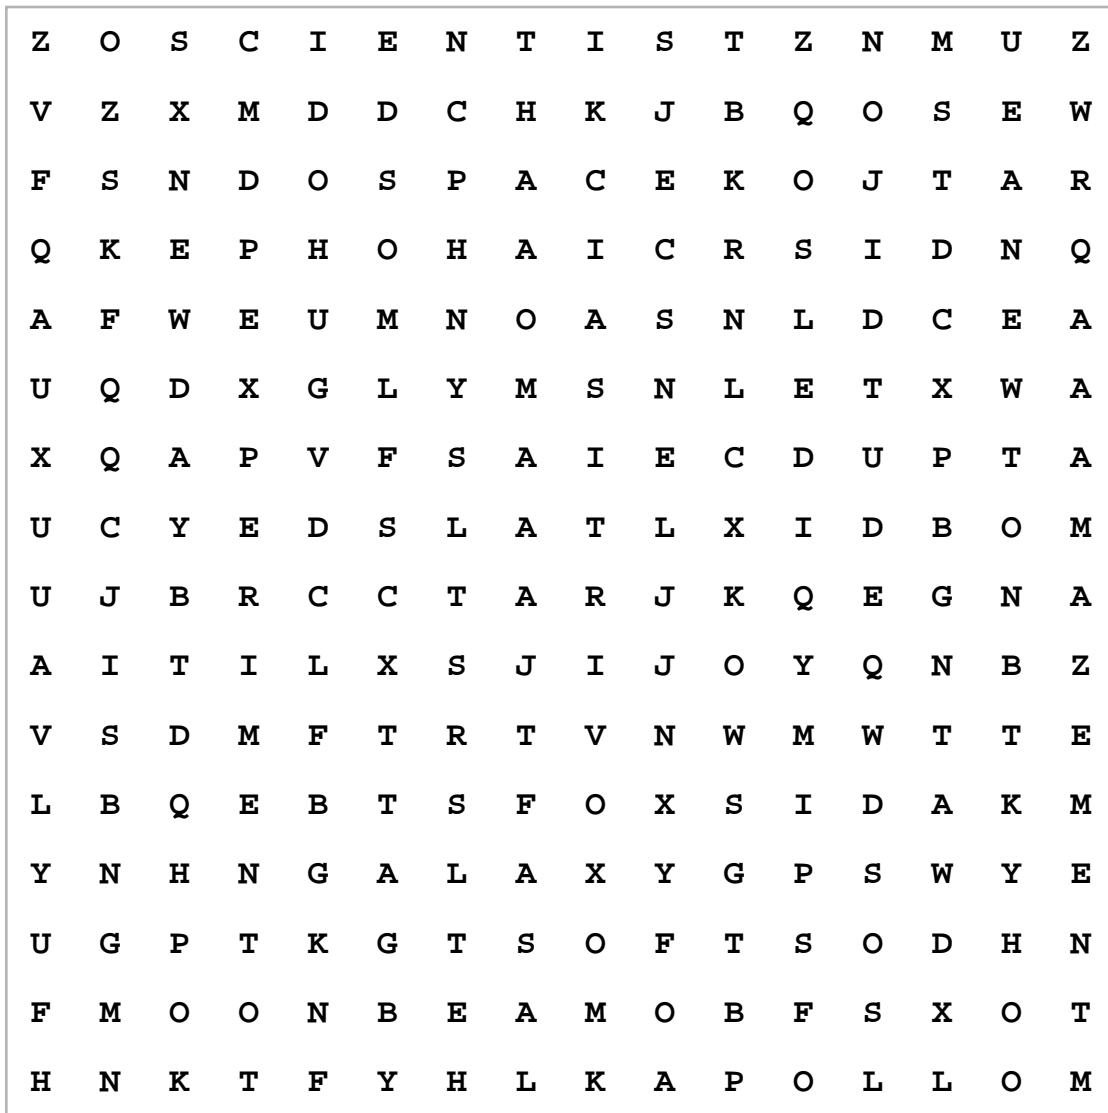 Z O S C I E N T I S T Z N M U Z
V Z X M D D C H K J B Q O S E W
F S N D O S P A C E K O J T A R
Q K E P H O H A I C R S I D N Q
A F W E U M N O A S N L D C E A
U Q D X G L Y M S N L E T X W A
X Q A P V F S A I E C D U P T A
U C Y E D S L A T L X I D B O M
U J B R C C T A R J K Q E G N A
A I T I L X S J I J O Y Q N B Z
V S D M F T R T V N W M W T T E
L B Q E B T S F O X S I D A K M
Y N H N G A L A X Y G P S W Y E
U G P T K G T S O F T S O D H N
F M O O N B E A M O B F S X O T
H N K T F Y H L K A P O L L O M